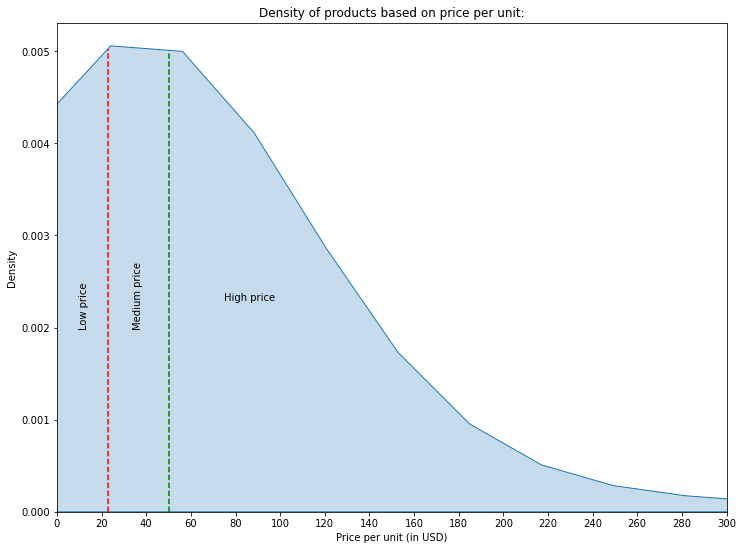 Density of products based on price per unit:
Density
0.005
0.004
0.003
0.002
0.001
0.000
Low price
Medium price
High price
0 20 40 60 80 100 120 140 160 180 200 220 240 260 280 300
Price per unit (in USD)